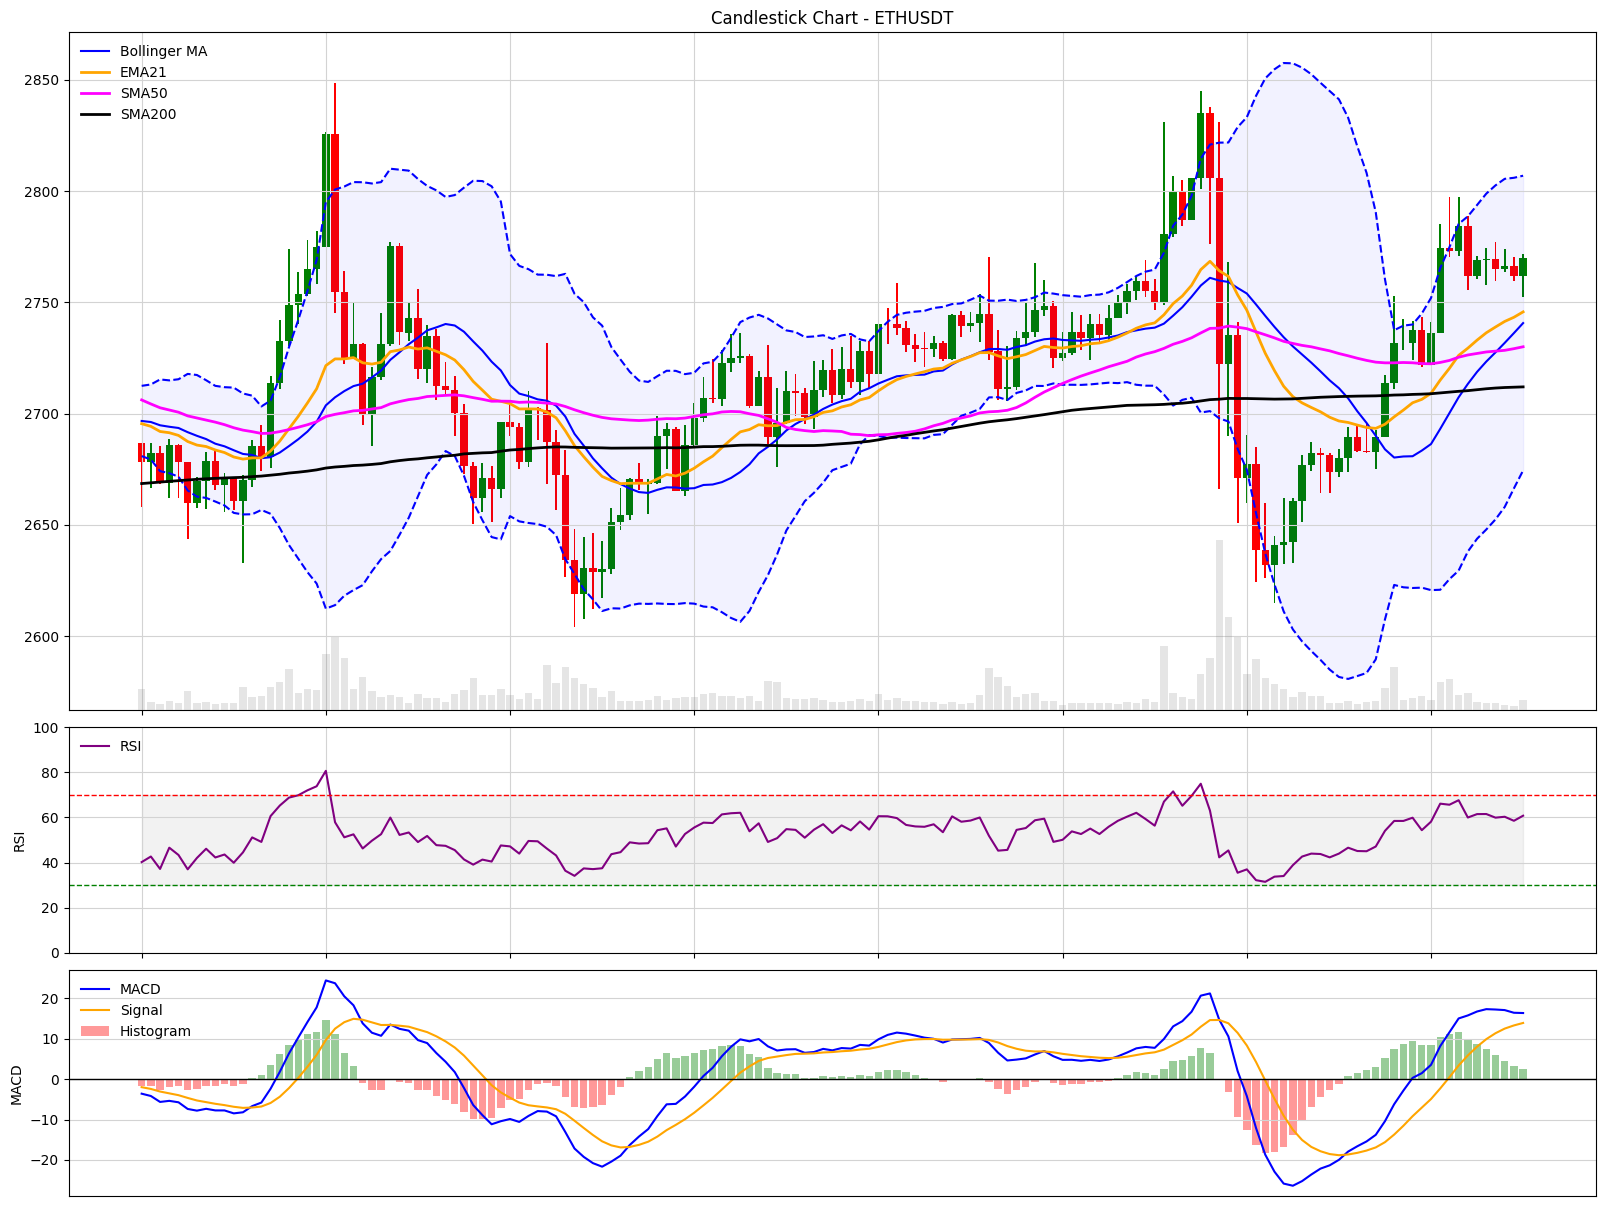 Candlestick Chart - ETHUSDT
Bollinger MA
EMA21
SMA50
SMA200
2850
2800
2750
2700
2650
2600
RSI
100
80
60
40
20
0
RSI
MACD
Signal
Histogram
20
10
0
−10
−20
MACD